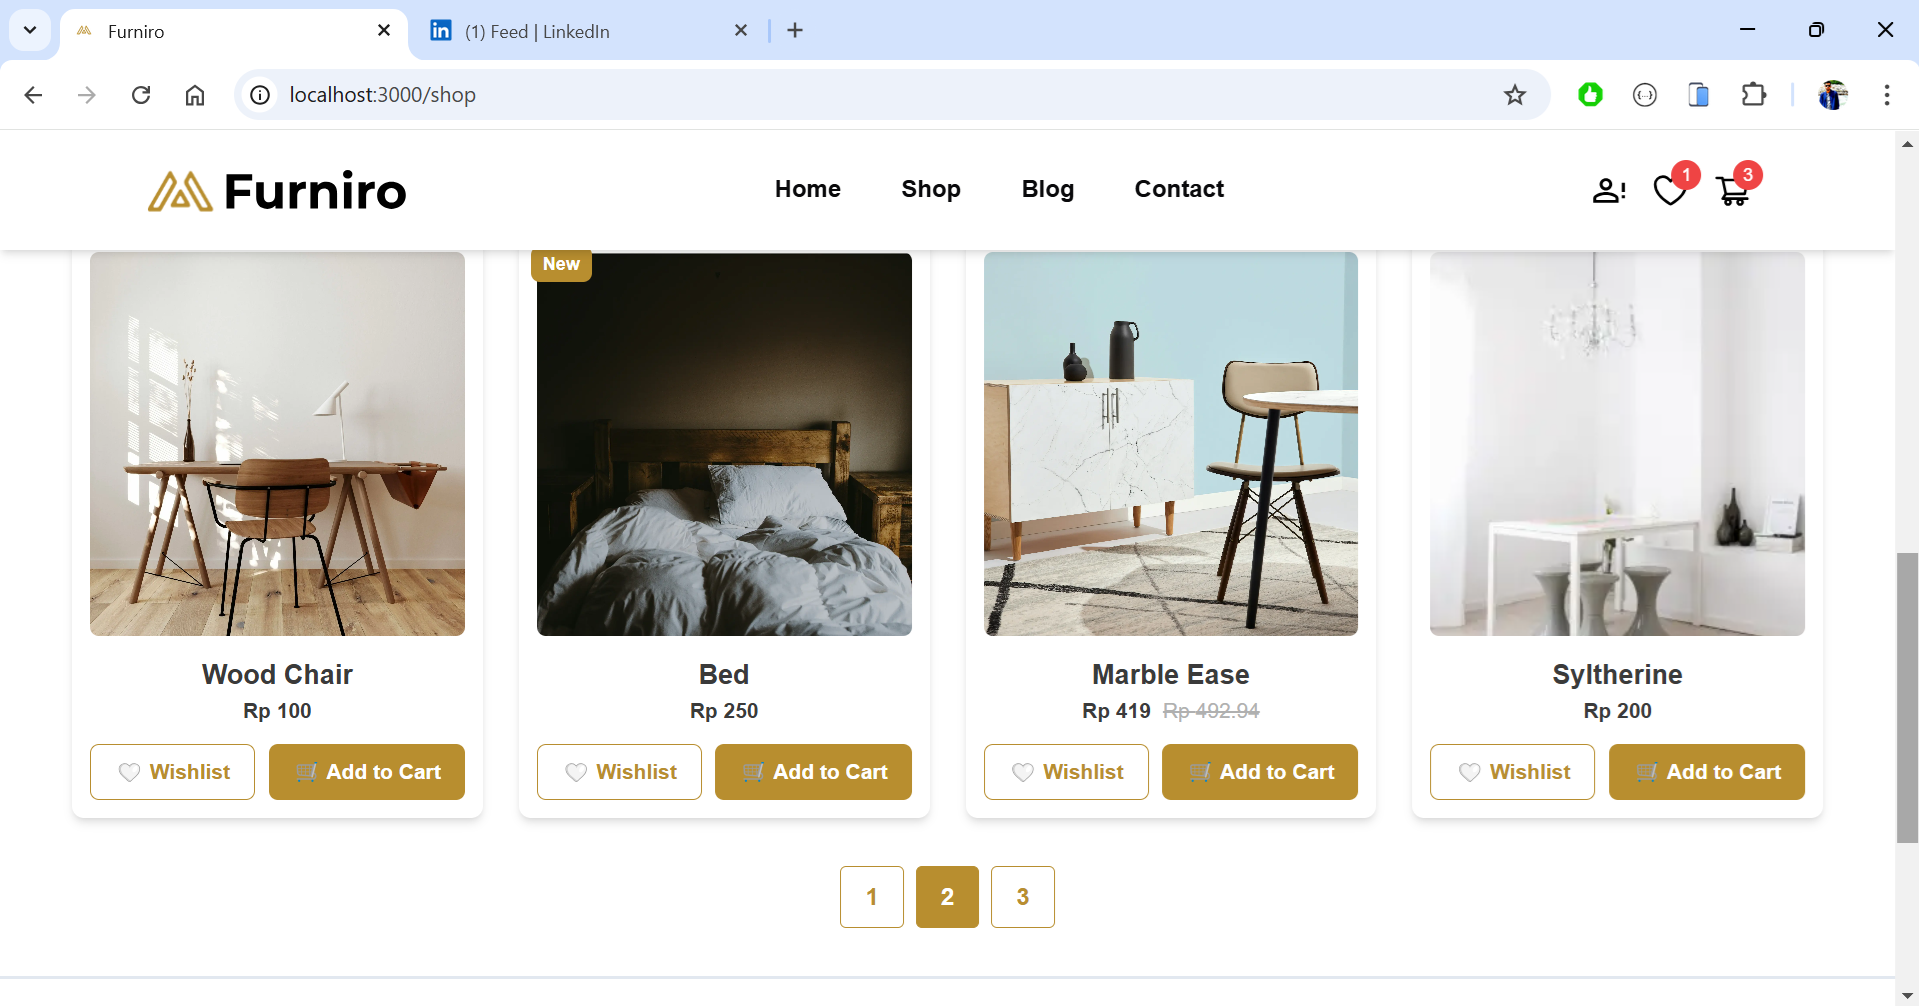 Furniro
(1) Feed | LinkedIn
localhost:3000/shop
Furniro
Home
Shop
Blog
Contact
1
3
New
Wood Chair
Rp 100
Wishlist
Add to Cart
Bed
Rp 250
Wishlist
Add to Cart
Marble Ease
Rp 419 Rp 492.94
Wishlist
Add to Cart
Syltherine
Rp 200
Wishlist
Add to Cart
1
2
3